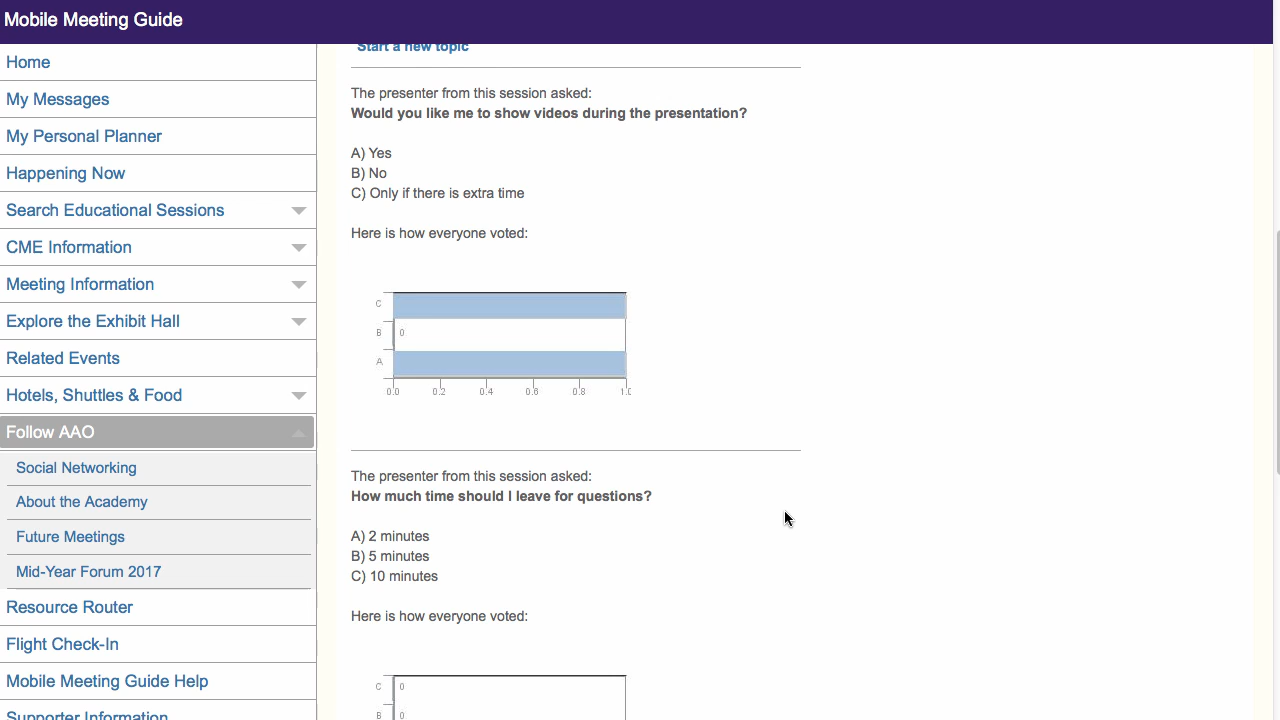 Mobile Meeting Guide
Home
My Messages
My Personal Planner
Happening Now
Search Educational Sessions
CME Information
Meeting Information
Explore the Exhibit Hall
Related Events
Hotels, Shuttles & Food
Follow AAO
Social Networking
About the Academy
Future Meetings
Mid-Year Forum 2017
Resource Router
Flight Check-In
Mobile Meeting Guide Help
Supporter Information
Start a new topic
The presenter from this session asked:
Would you like me to show videos during the presentation?
A) Yes
B) No
C) Only if there is extra time
Here is how everyone voted:
C
B 0
A
0.0 0.2 0.4 0.6 0.8 1.0
The presenter from this session asked:
How much time should I leave for questions?
A) 2 minutes
B) 5 minutes
C) 10 minutes
Here is how everyone voted:
C 0
B 0